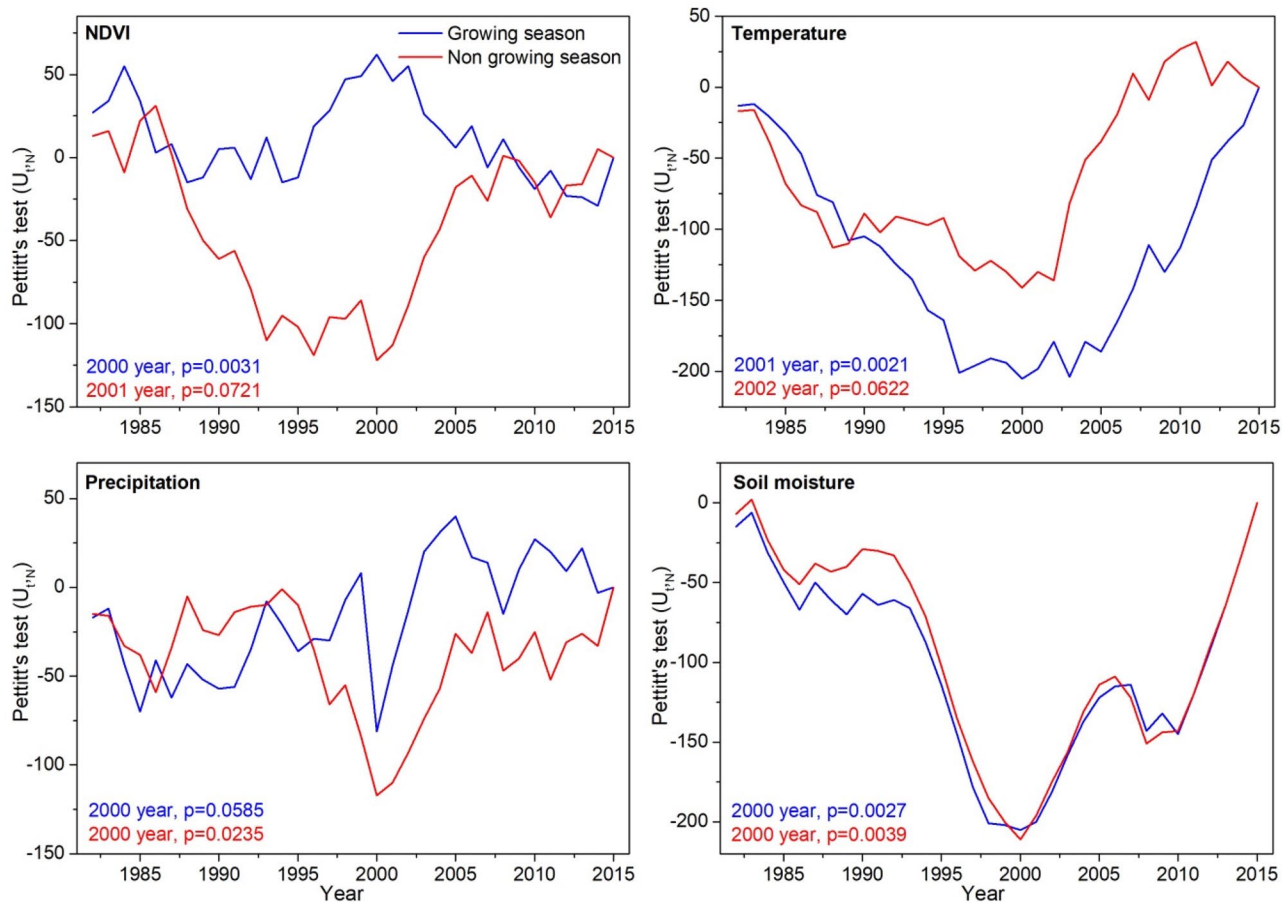 NDVI
Growing season
Non growing season
50
0
-50
-100
-150
Pettitt's test (U_t'N)
2000 year, p=0.0031
2001 year, p=0.0721
1985 1990 1995 2000 2005 2010 2015
Temperature
50
0
-50
-100
-150
-200
Pettitt's test (U_t'N)
2001 year, p=0.0021
2002 year, p=0.0622
1985 1990 1995 2000 2005 2010 2015
Precipitation
50
0
-50
-100
-150
Pettitt's test (U_t'N)
2000 year, p=0.0585
2000 year, p=0.0235
1985 1990 1995 2000 2005 2010 2015
Year
Soil moisture
0
-50
-100
-150
-200
Pettitt's test (U_t'N)
2000 year, p=0.0027
2000 year, p=0.0039
1985 1990 1995 2000 2005 2010 2015
Year